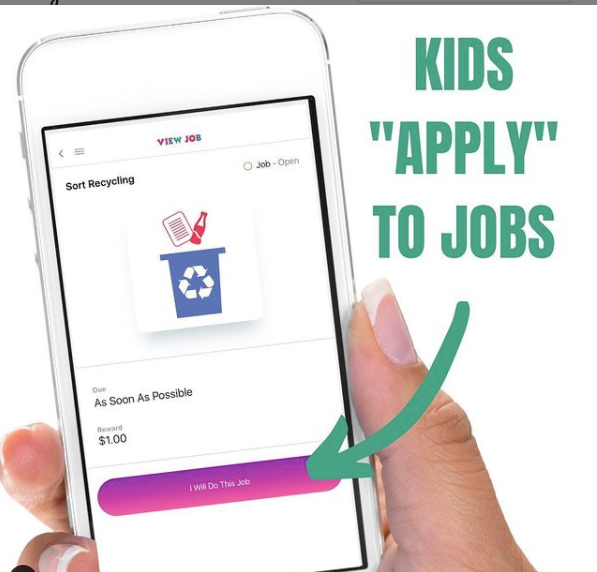 KIDS
"APPLY"
TO JOBS
VIEW JOB
Sort Recycling
Job - Open
Due
As Soon As Possible
Reward
$1.00
I Will Do This Job